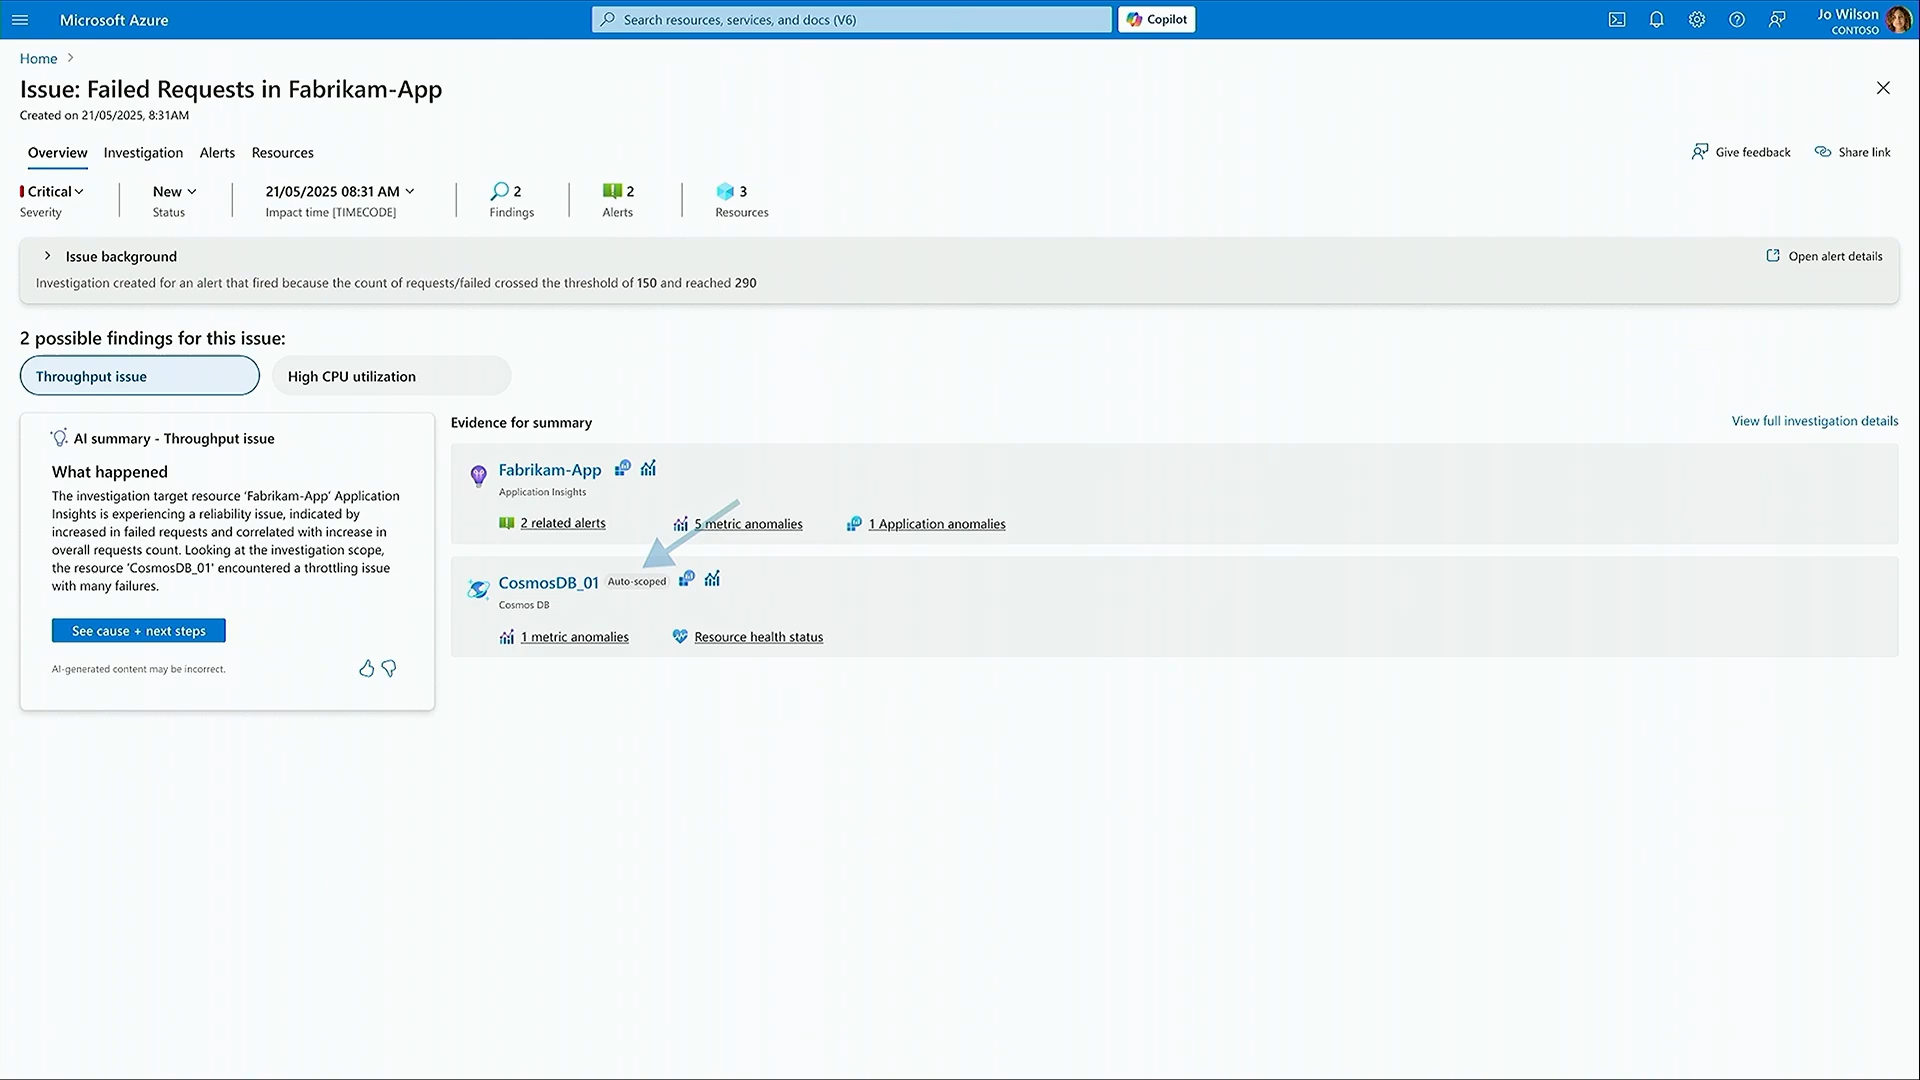 Microsoft Azure
Search resources, services, and docs (V6)
Copilot
Jo Wilson
CONTOSO
Home
Issue: Failed Requests in Fabrikam-App
Created on 21/05/2025, 8:31AM
Overview Investigation Alerts Resources
Give feedback Share link
Critical
Severity
New
Status
21/05/2025 08:31 AM
Impact time [TIMECODE]
2
Findings
2
Alerts
3
Resources
Issue background
Open alert details
Investigation created for an alert that fired because the count of requests/failed crossed the threshold of 150 and reached 290
2 possible findings for this issue:
Throughput issue
High CPU utilization
AI summary - Throughput issue
What happened
The investigation target resource ‘Fabrikam-App’ Application
Insights is experiencing a reliability issue, indicated by
increased in failed requests and correlated with increase in
overall requests count. Looking at the investigation scope,
the resource 'CosmosDB_01' encountered a throttling issue
with many failures.
See cause + next steps
AI-generated content may be incorrect.
Evidence for summary
View full investigation details
Fabrikam-App
Application Insights
2 related alerts
5 metric anomalies
1 Application anomalies
CosmosDB_01 Auto-scoped
Cosmos DB
1 metric anomalies
Resource health status